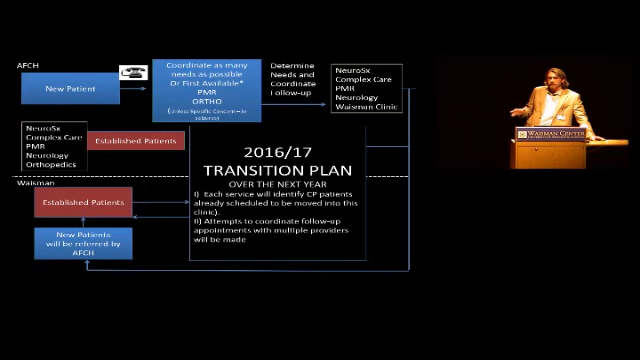 AFCH
New Patient
Coordinate as many
needs as possible
Or First Available*
PMR
ORTHO
Determine
Needs and
Coordinate
Follow-up
NeuroSx
Complex Care
PMR
Neurology
Waisman Clinic
NeuroSx
Complex Care
PMR
Neurology
Orthopedics
Established Patients
Waisman
Established Patients
New Patients
will be referred by
AFCH
2016/17
TRANSITION PLAN
OVER THE NEXT YEAR
I) Each service will identify CP patients
already scheduled to be moved into this
clinic).
II) Attempts to coordinate follow-up
appointments with multiple providers
will be made
WAISMAN CENTER